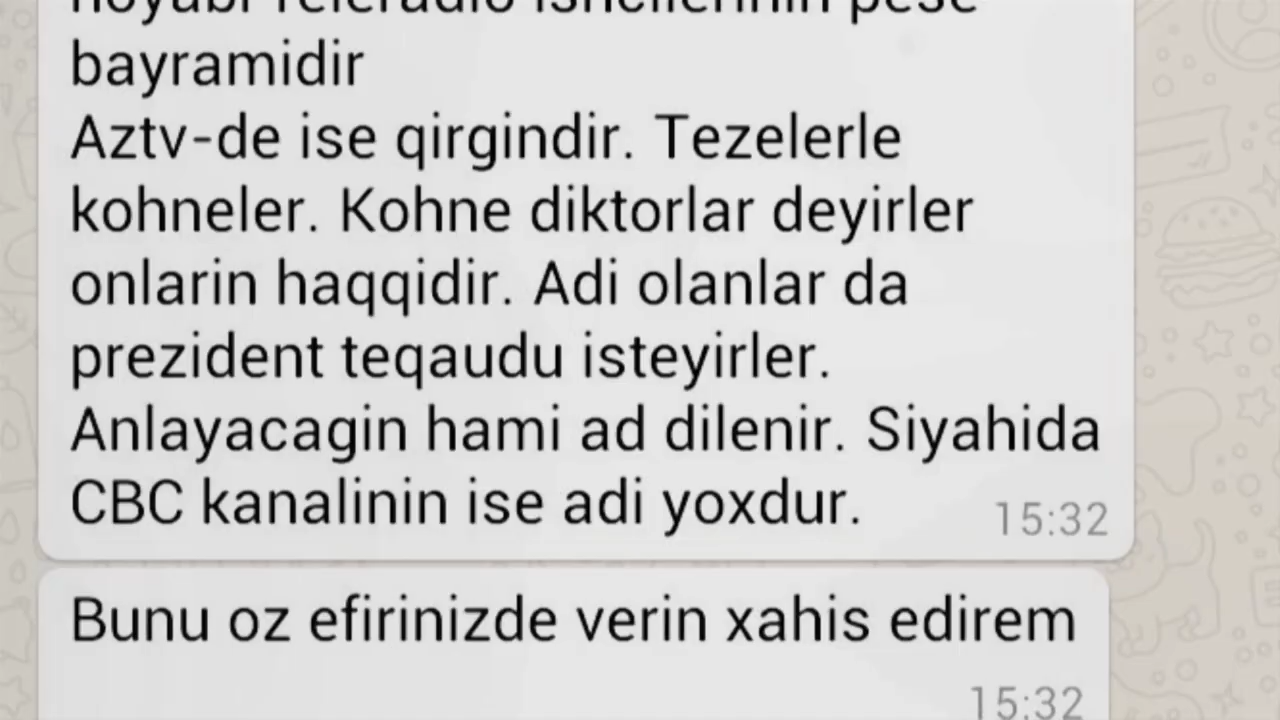 bayramidir
Aztv-de ise qirgindir. Tezelerle
kohneler. Kohne diktorlar deyirler
onlarin haqqidir. Adi olanlar da
prezident teqaudu isteyirler.
Anlayacagin hami ad dilenir. Siyahida
CBC kanalinin ise adi yoxdur.
15:32
Bunu oz efirinizde verin xahis edirem
15:32